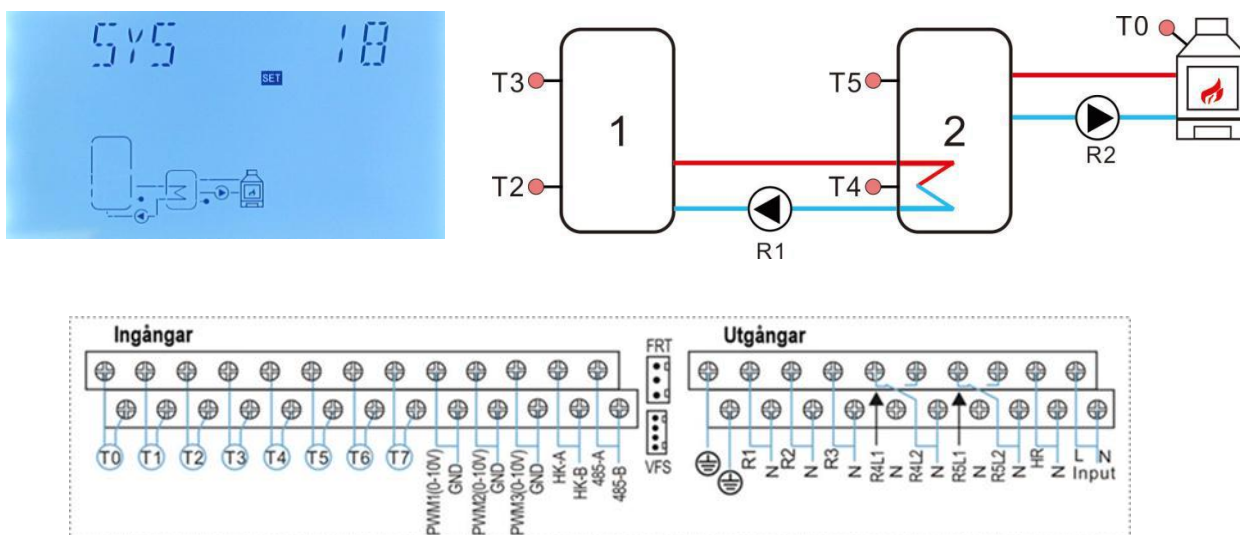 SYS 18
SET
T0
T3
T5
1
2
R2
T2
T4
R1
Ingångar
FRT
Utgångar
T0 T1 T2 T3 T4 T5 T6 T7
PWM1(0-10V) GND PWM2(0-10V) GND PWM3(0-10V) GND HK-A HK-B 485-A 485-B
VFS
R1 N R2 N R3 N R4L1 N R4L2 N R5L1 N R5L2 N HR N L N
Input